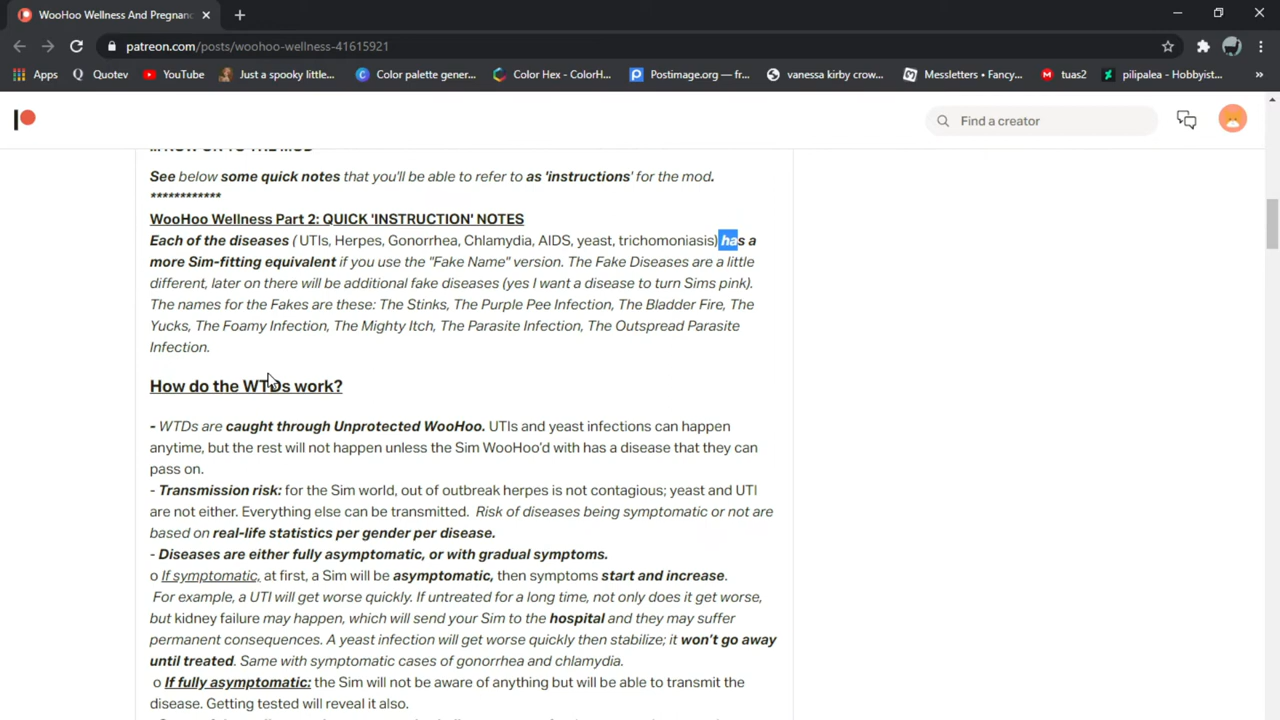 WooHoo Wellness And Pregnanc
patreon.com/posts/woohoo-wellness-41615921
Apps Quotev YouTube Just a spooky little... Color palette gener... Color Hex - ColorH... Postimage.org — fr... vanessa kirby crow... Messletters • Fancy... tuas2 pilipalea - Hobbyist... »
Find a creator
... NOW ON TO THE MOD
See below some quick notes that you'll be able to refer to as 'instructions' for the mod.
************
WooHoo Wellness Part 2: QUICK 'INSTRUCTION' NOTES
Each of the diseases ( UTIs, Herpes, Gonorrhea, Chlamydia, AIDS, yeast, trichomoniasis) has a
more Sim-fitting equivalent if you use the "Fake Name" version. The Fake Diseases are a little
different, later on there will be additional fake diseases (yes I want a disease to turn Sims pink).
The names for the Fakes are these: The Stinks, The Purple Pee Infection, The Bladder Fire, The
Yucks, The Foamy Infection, The Mighty Itch, The Parasite Infection, The Outspread Parasite
Infection.
How do the WTDs work?
- WTDs are caught through Unprotected WooHoo. UTIs and yeast infections can happen
anytime, but the rest will not happen unless the Sim WooHoo'd with has a disease that they can
pass on.
- Transmission risk: for the Sim world, out of outbreak herpes is not contagious; yeast and UTI
are not either. Everything else can be transmitted. Risk of diseases being symptomatic or not are
based on real-life statistics per gender per disease.
- Diseases are either fully asymptomatic, or with gradual symptoms.
o If symptomatic, at first, a Sim will be asymptomatic, then symptoms start and increase.
For example, a UTI will get worse quickly. If untreated for a long time, not only does it get worse,
but kidney failure may happen, which will send your Sim to the hospital and they may suffer
permanent consequences. A yeast infection will get worse quickly then stabilize; it won't go away
until treated. Same with symptomatic cases of gonorrhea and chlamydia.
o If fully asymptomatic: the Sim will not be aware of anything but will be able to transmit the
disease. Getting tested will reveal it also.